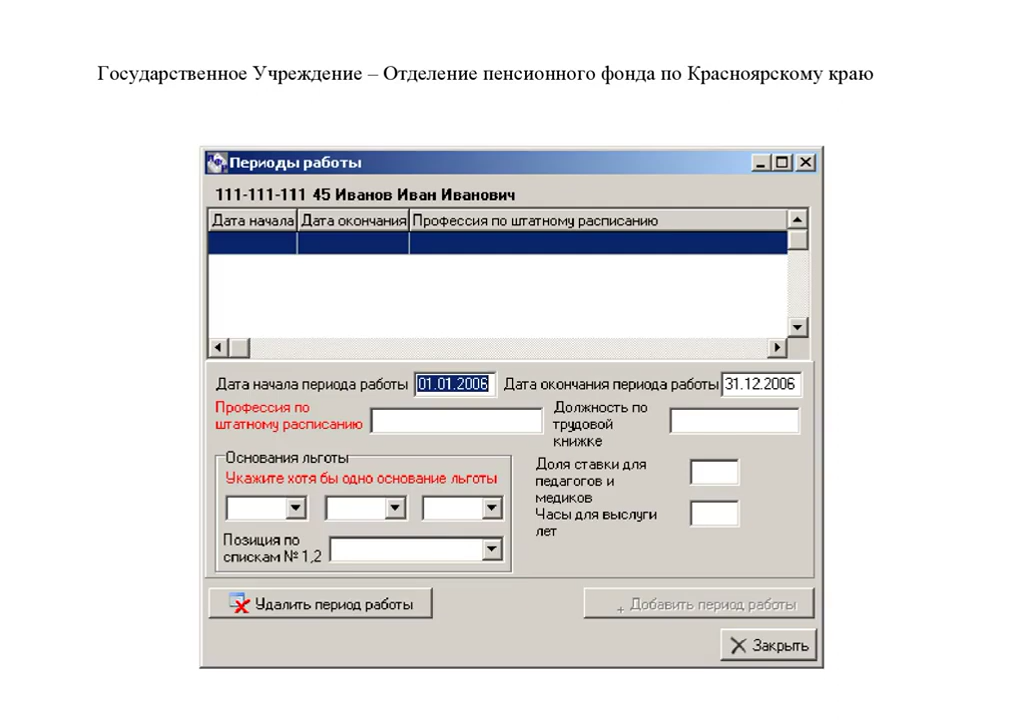 Государственное Учреждение – Отделение пенсионного фонда по Красноярскому краю
Периоды работы
111-111-111 45 Иванов Иван Иванович
Дата начала Дата окончания Профессия по штатному расписанию
Дата начала периода работы 01.01.2006 Дата окончания периода работы 31.12.2006
Профессия по
штатному расписанию
Должность по
трудовой
книжке
Основания льготы
Укажите хотя бы одно основание льготы
Позиция по
спискам № 1,2
Доля ставки для
педагогов и
медиков
Часы для выслуги
лет
Удалить период работы
+ Добавить период работы
Закрыть